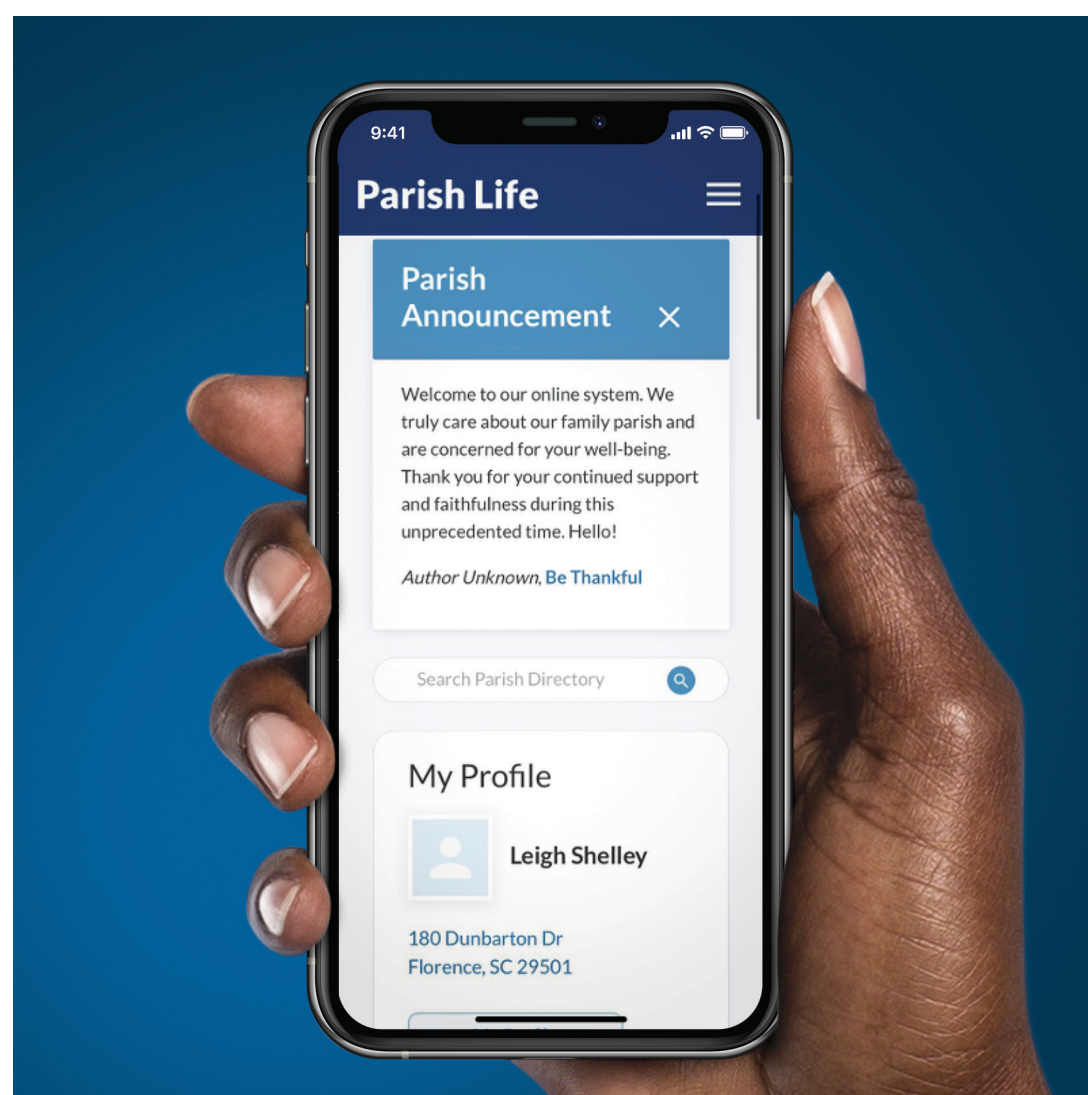 9:41
Parish Life
Parish
Announcement
Welcome to our online system. We
truly care about our family parish and
are concerned for your well-being.
Thank you for your continued support
and faithfulness during this
unprecedented time. Hello!
Author Unknown, Be Thankful
Search Parish Directory
My Profile
Leigh Shelley
180 Dunbarton Dr
Florence, SC 29501